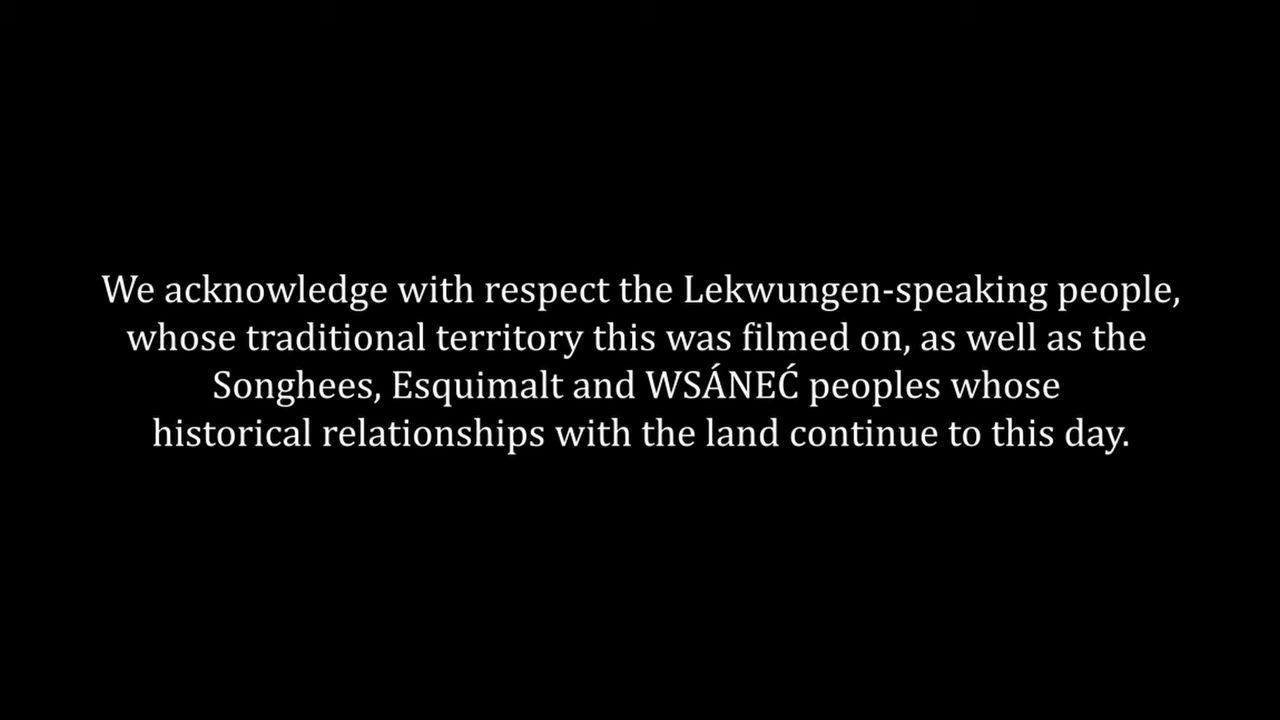 We acknowledge with respect the Lekwungen-speaking people,
whose traditional territory this was filmed on, as well as the
Songhees, Esquimalt and WSÁNEĆ peoples whose
historical relationships with the land continue to this day.